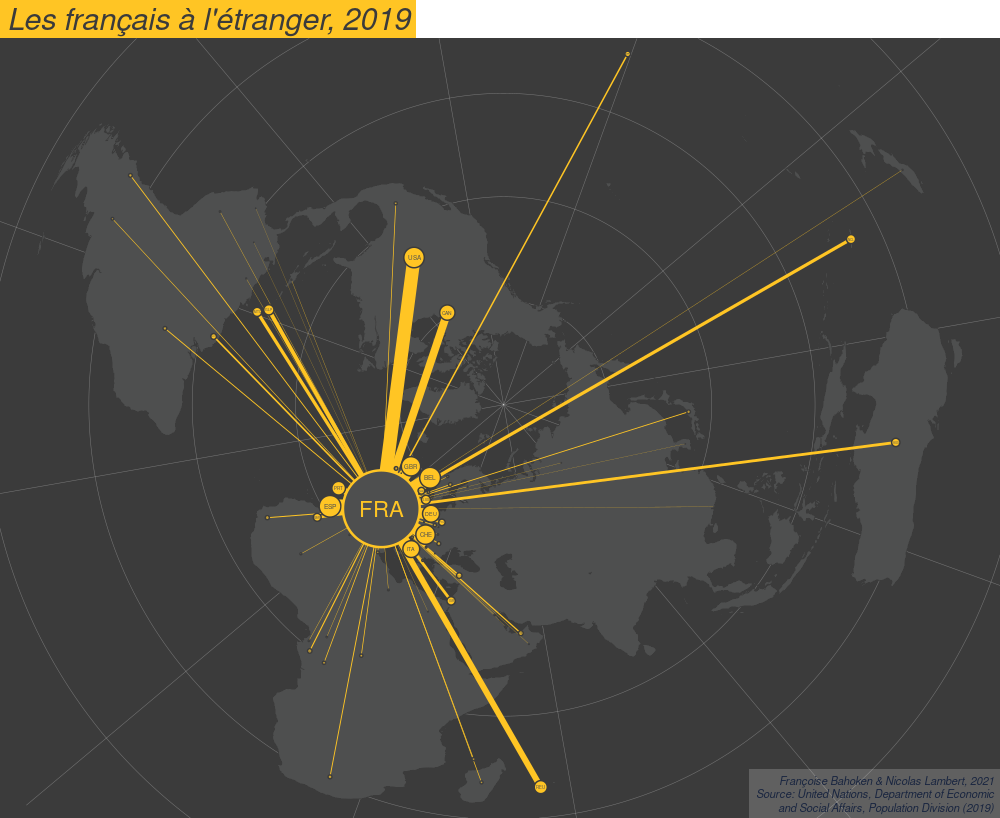 Les français à l'étranger, 2019
USA
CAN
GBR
BEL
PRT
ESP
FRA
DEU
CHE
ITA
REU
Françoise Bahoken & Nicolas Lambert, 2021
Source: United Nations, Department of Economic
and Social Affairs, Population Division (2019)